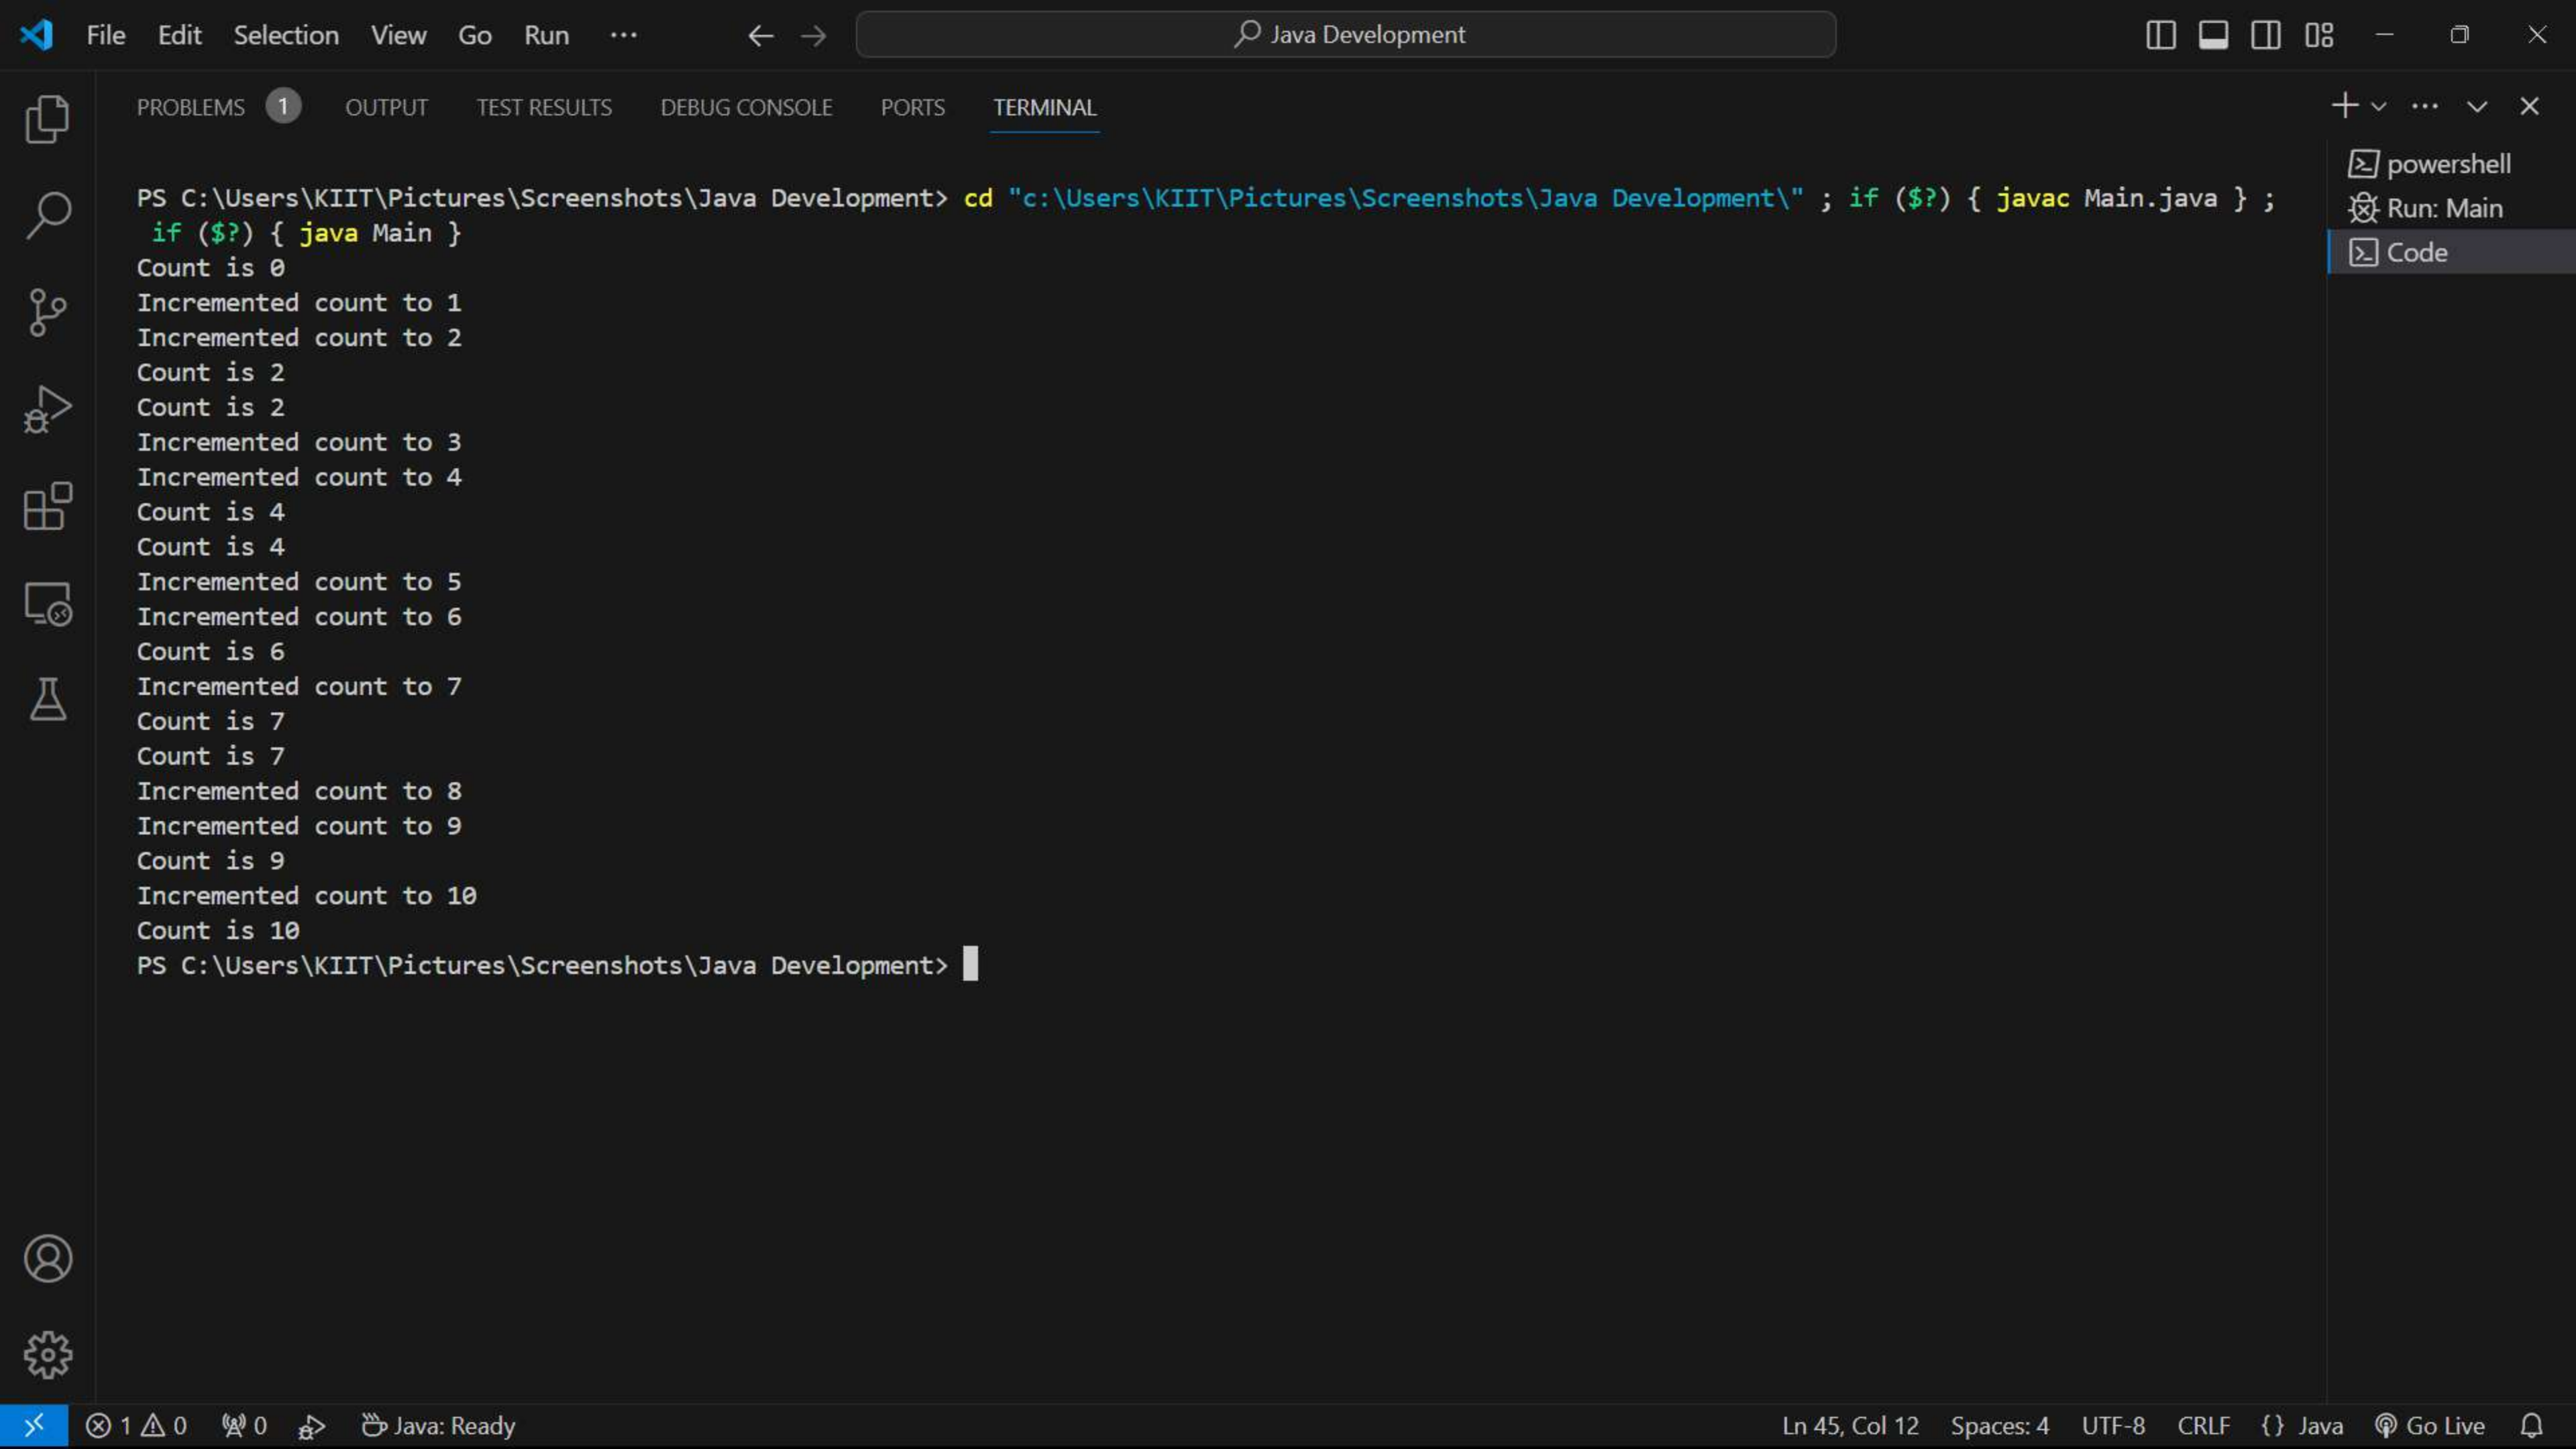 File Edit Selection View Go Run ··· Java Development
PROBLEMS 1 OUTPUT TEST RESULTS DEBUG CONSOLE PORTS TERMINAL
PS C:\Users\KIIT\Pictures\Screenshots\Java Development> cd "c:\Users\KIIT\Pictures\Screenshots\Java Development\" ; if ($?) { javac Main.java } ;
if ($?) { java Main }
Count is 0
Incremented count to 1
Incremented count to 2
Count is 2
Count is 2
Incremented count to 3
Incremented count to 4
Count is 4
Count is 4
Incremented count to 5
Incremented count to 6
Count is 6
Incremented count to 7
Count is 7
Count is 7
Incremented count to 8
Incremented count to 9
Count is 9
Incremented count to 10
Count is 10
PS C:\Users\KIIT\Pictures\Screenshots\Java Development>
powershell
Run: Main
Code
1 0 0 Java: Ready Ln 45, Col 12 Spaces: 4 UTF-8 CRLF {} Java Go Live